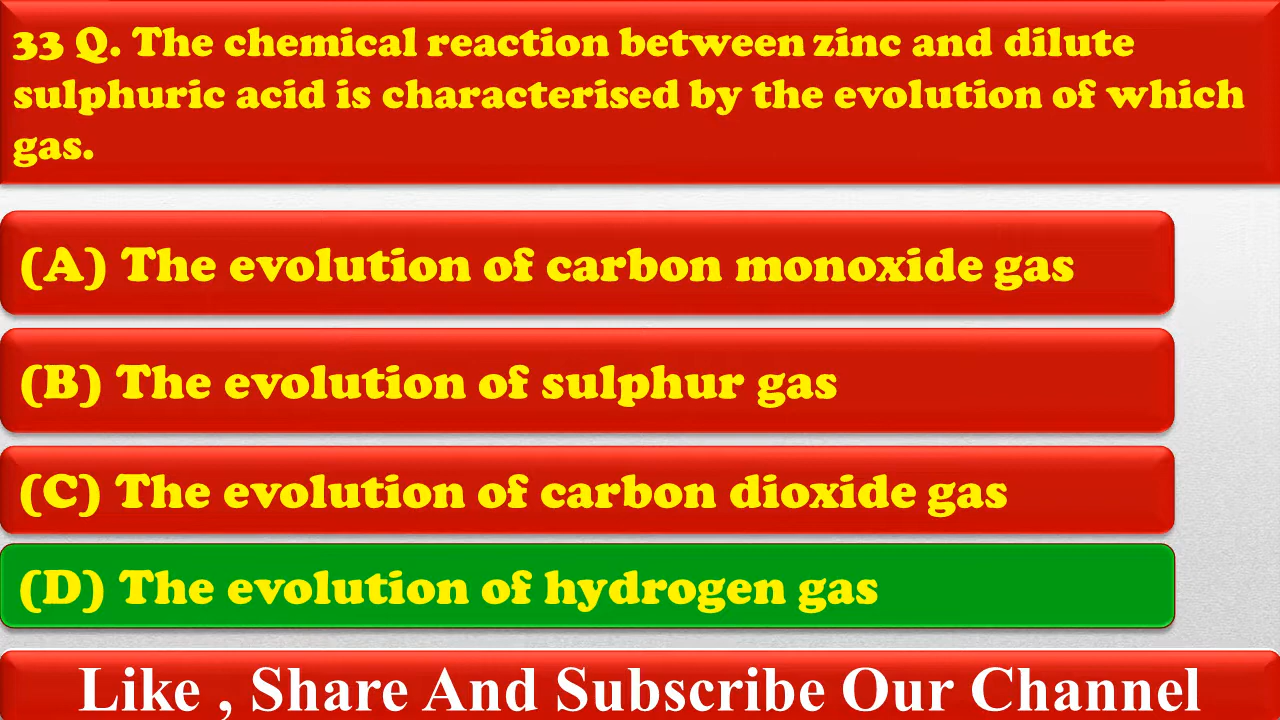 33 Q. The chemical reaction between zinc and dilute
sulphuric acid is characterised by the evolution of which
gas.
(A) The evolution of carbon monoxide gas
(B) The evolution of sulphur gas
(C) The evolution of carbon dioxide gas
(D) The evolution of hydrogen gas
Like , Share And Subscribe Our Channel